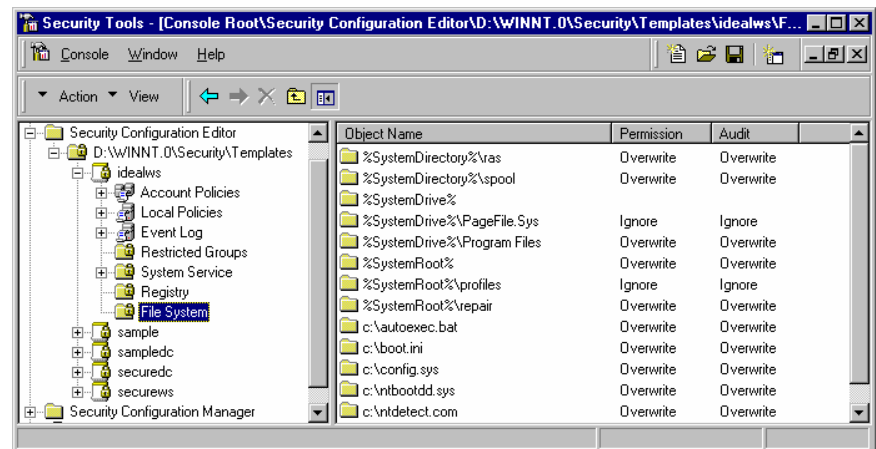 Security Tools - [Console Root\Security Configuration Editor\D:\WINNT.0\Security\Templates\idealws\F...
Console Window Help
Action View
Security Configuration Editor
D:\WINNT.0\Security\Templates
idealws
Account Policies
Local Policies
Event Log
Restricted Groups
System Service
Registry
File System
sample
sampledc
securedc
securews
Security Configuration Manager
Object Name Permission Audit
%SystemDirectory%\ras Overwrite Overwrite
%SystemDirectory%\spool Overwrite Overwrite
%SystemDrive%
%SystemDrive%\PageFile.Sys Ignore Ignore
%SystemDrive%\Program Files Overwrite Overwrite
%SystemRoot% Overwrite Overwrite
%SystemRoot%\profiles Ignore Ignore
%SystemRoot%\repair Overwrite Overwrite
c:\autoexec.bat Overwrite Overwrite
c:\boot.ini Overwrite Overwrite
c:\config.sys Overwrite Overwrite
c:\ntbootdd.sys Overwrite Overwrite
c:\ntdetect.com Overwrite Overwrite